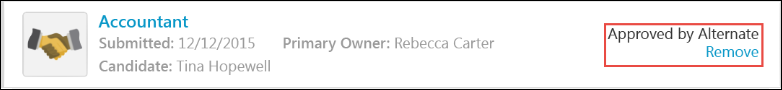 Accountant
Submitted: 12/12/2015 Primary Owner: Rebecca Carter
Candidate: Tina Hopewell
Approved by Alternate
Remove